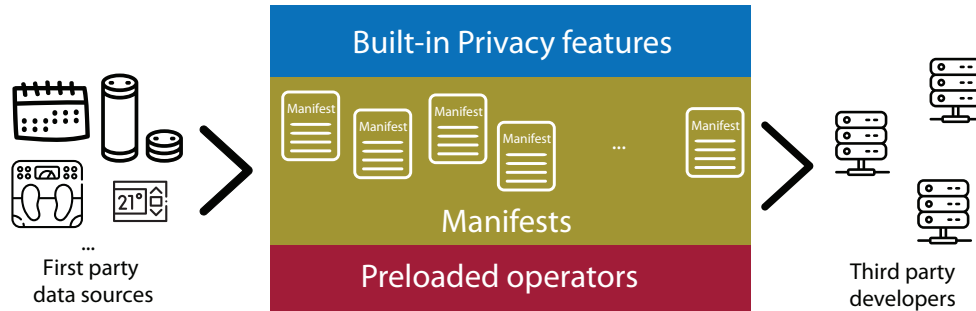 Built-in Privacy features
Manifest
Manifest
Manifest
Manifest
...
Manifest
Manifests
Preloaded operators
21°
...
First party
data sources
Third party
developers